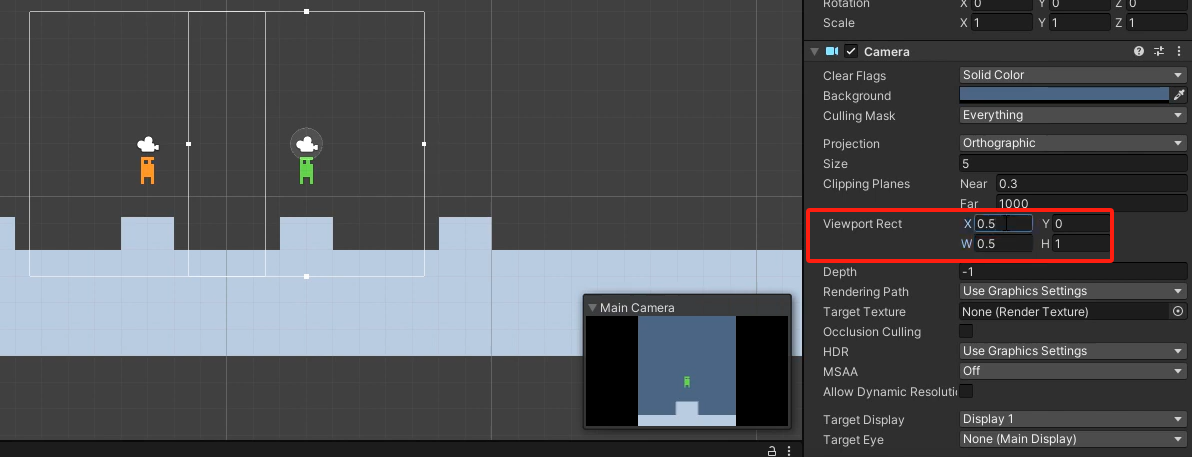 Rotation X 0 Y 0 Z 0
Scale X 1 Y 1 Z 1
Camera
Clear Flags Solid Color
Background
Culling Mask Everything
Projection Orthographic
Size 5
Clipping Planes Near 0.3
Far 1000
Viewport Rect X 0.5 Y 0
W 0.5 H 1
Depth -1
Main Camera
Rendering Path Use Graphics Settings
Target Texture None (Render Texture)
Occlusion Culling
HDR Use Graphics Settings
MSAA Off
Allow Dynamic Resoluti
Target Display Display 1
Target Eye None (Main Display)